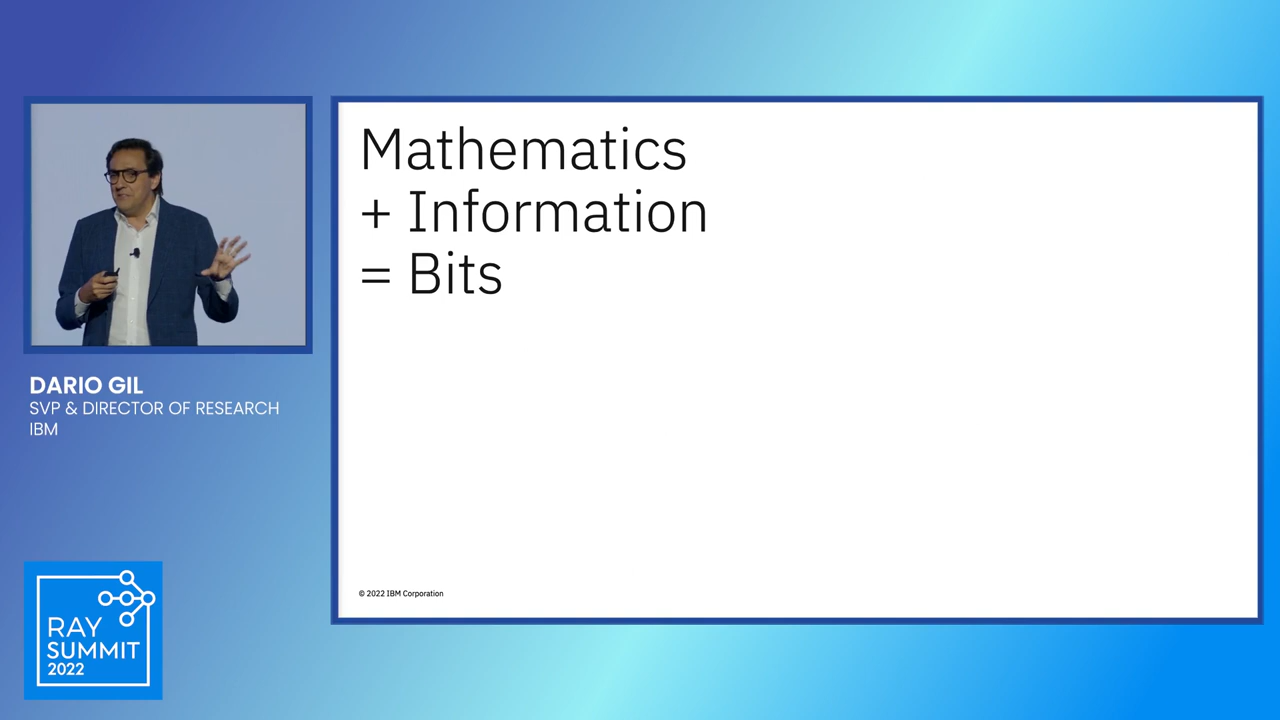 Mathematics
+ Information
= Bits
© 2022 IBM Corporation
DARIO GIL
SVP & DIRECTOR OF RESEARCH
IBM
RAY
SUMMIT
2022